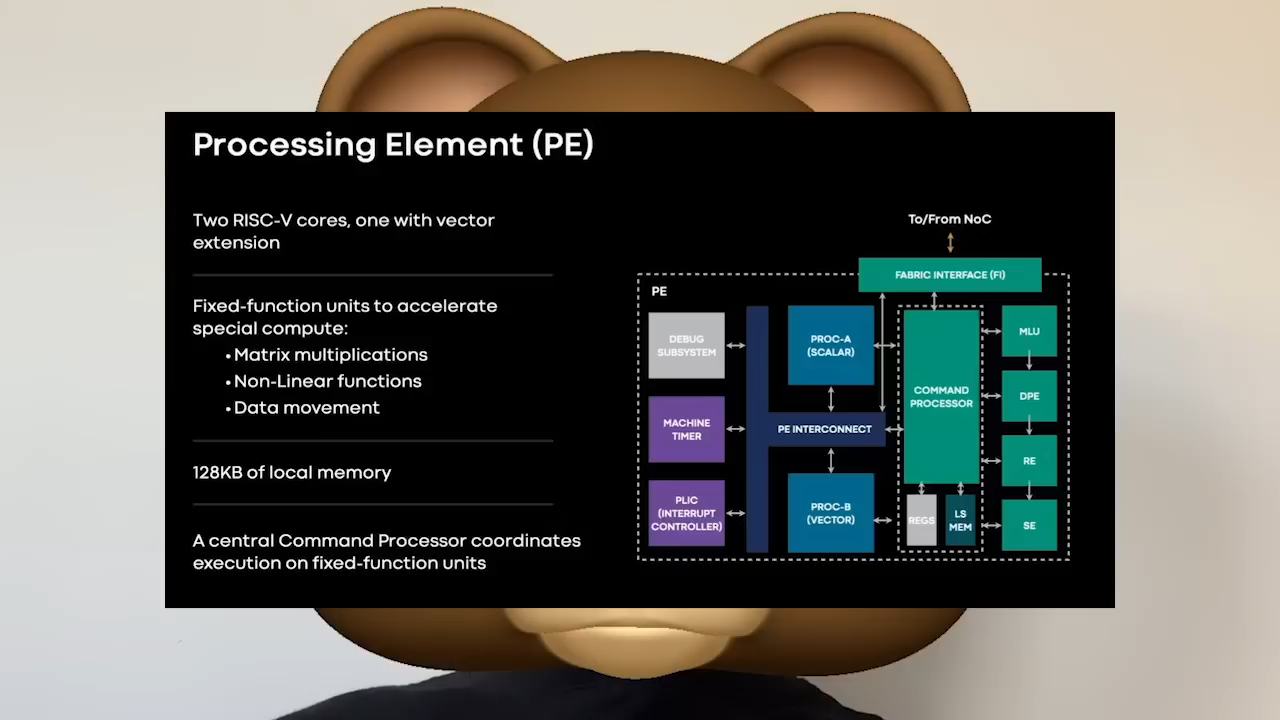 Processing Element (PE)
Two RISC-V cores, one with vector
extension
Fixed-function units to accelerate
special compute:
• Matrix multiplications
• Non-Linear functions
• Data movement
128KB of local memory
A central Command Processor coordinates
execution on fixed-function units
To/From NoC
FABRIC INTERFACE (FI)
PE
DEBUG
SUBSYSTEM
MACHINE
TIMER
PLIC
(INTERRUPT
CONTROLLER)
PROC-A
(SCALAR)
PE INTERCONNECT
PROC-B
(VECTOR)
COMMAND
PROCESSOR
REGS
LS
MEM
MLU
DPE
RE
SE